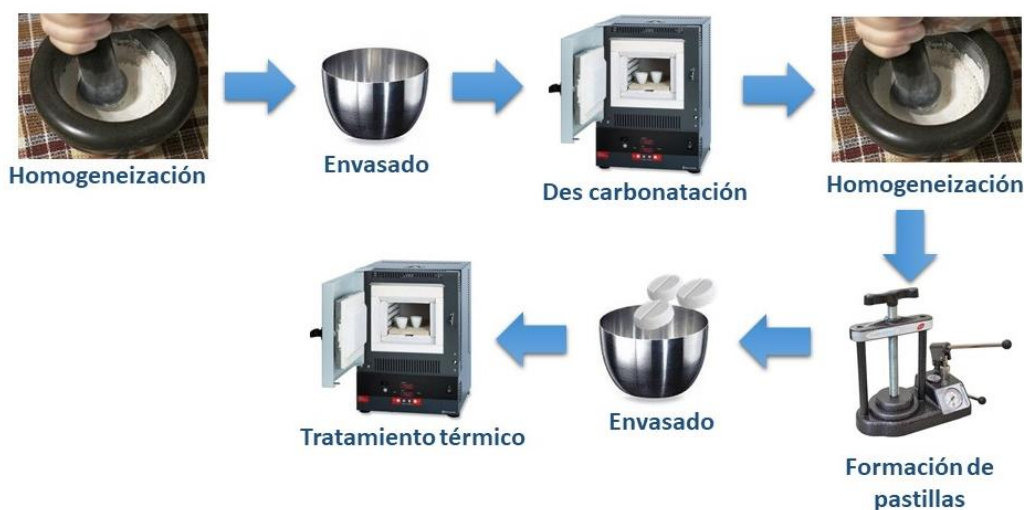 Homogeneización
Envasado
Des carbonatación
Homogeneización
Formación de
pastillas
Envasado
Tratamiento térmico